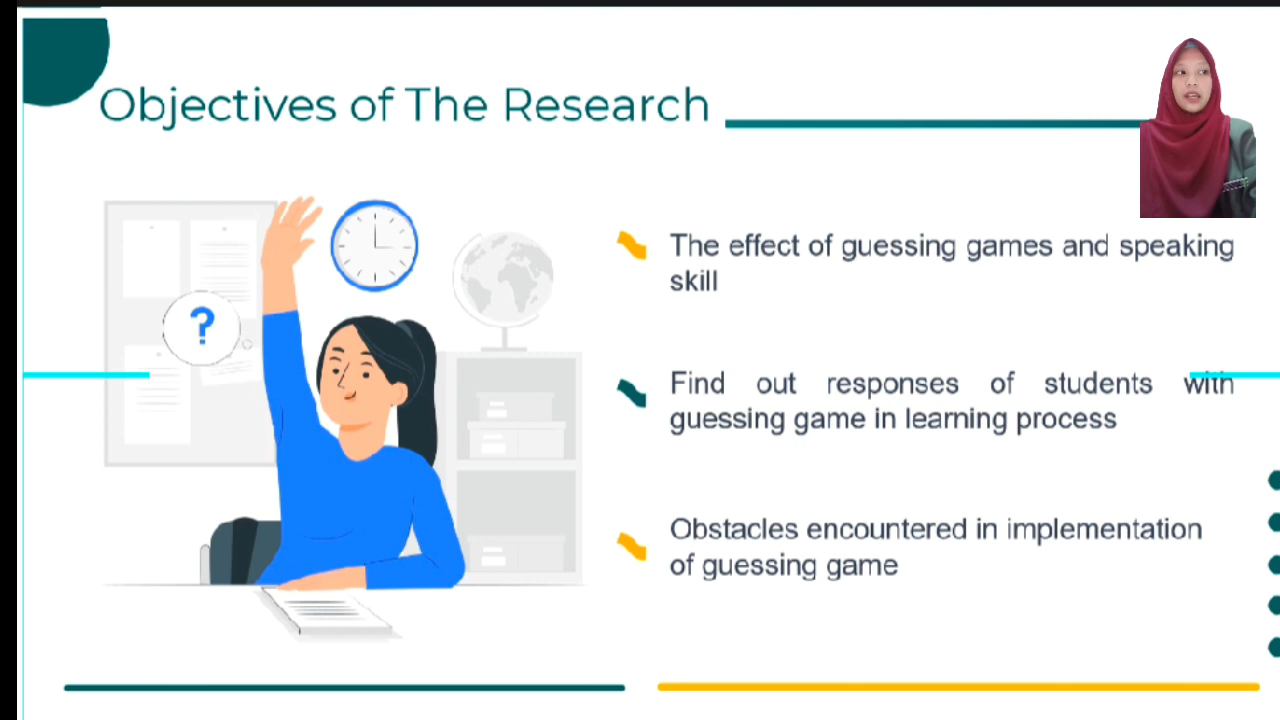 Objectives of The Research
The effect of guessing games and speaking
skill
?
Find out responses of students with
guessing game in learning process
Obstacles encountered in implementation
of guessing game